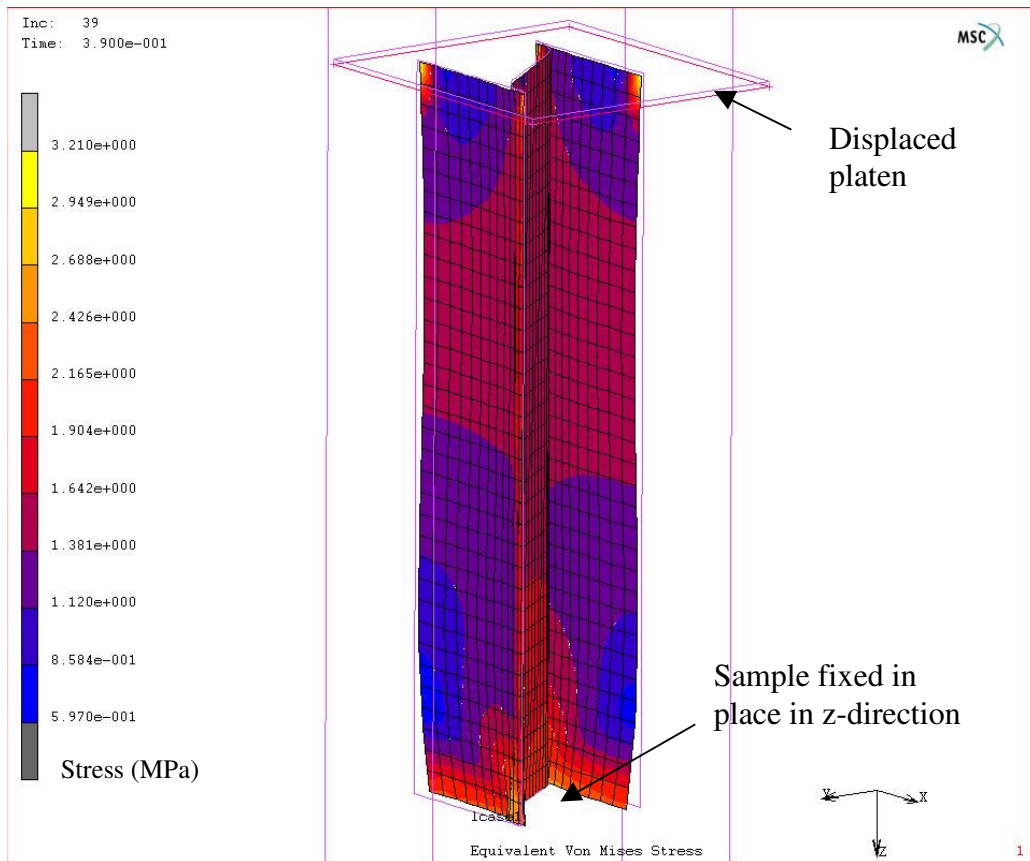 Inc: 39
Time: 3.900e-001
MSC
Displaced
platen
3.210e+000
2.949e+000
2.688e+000
2.426e+000
2.165e+000
1.904e+000
1.642e+000
1.381e+000
1.120e+000
8.584e-001
5.970e-001
Stress (MPa)
Sample fixed in
place in z-direction
Y
X
Z
Equivalent Von Mises Stress
1